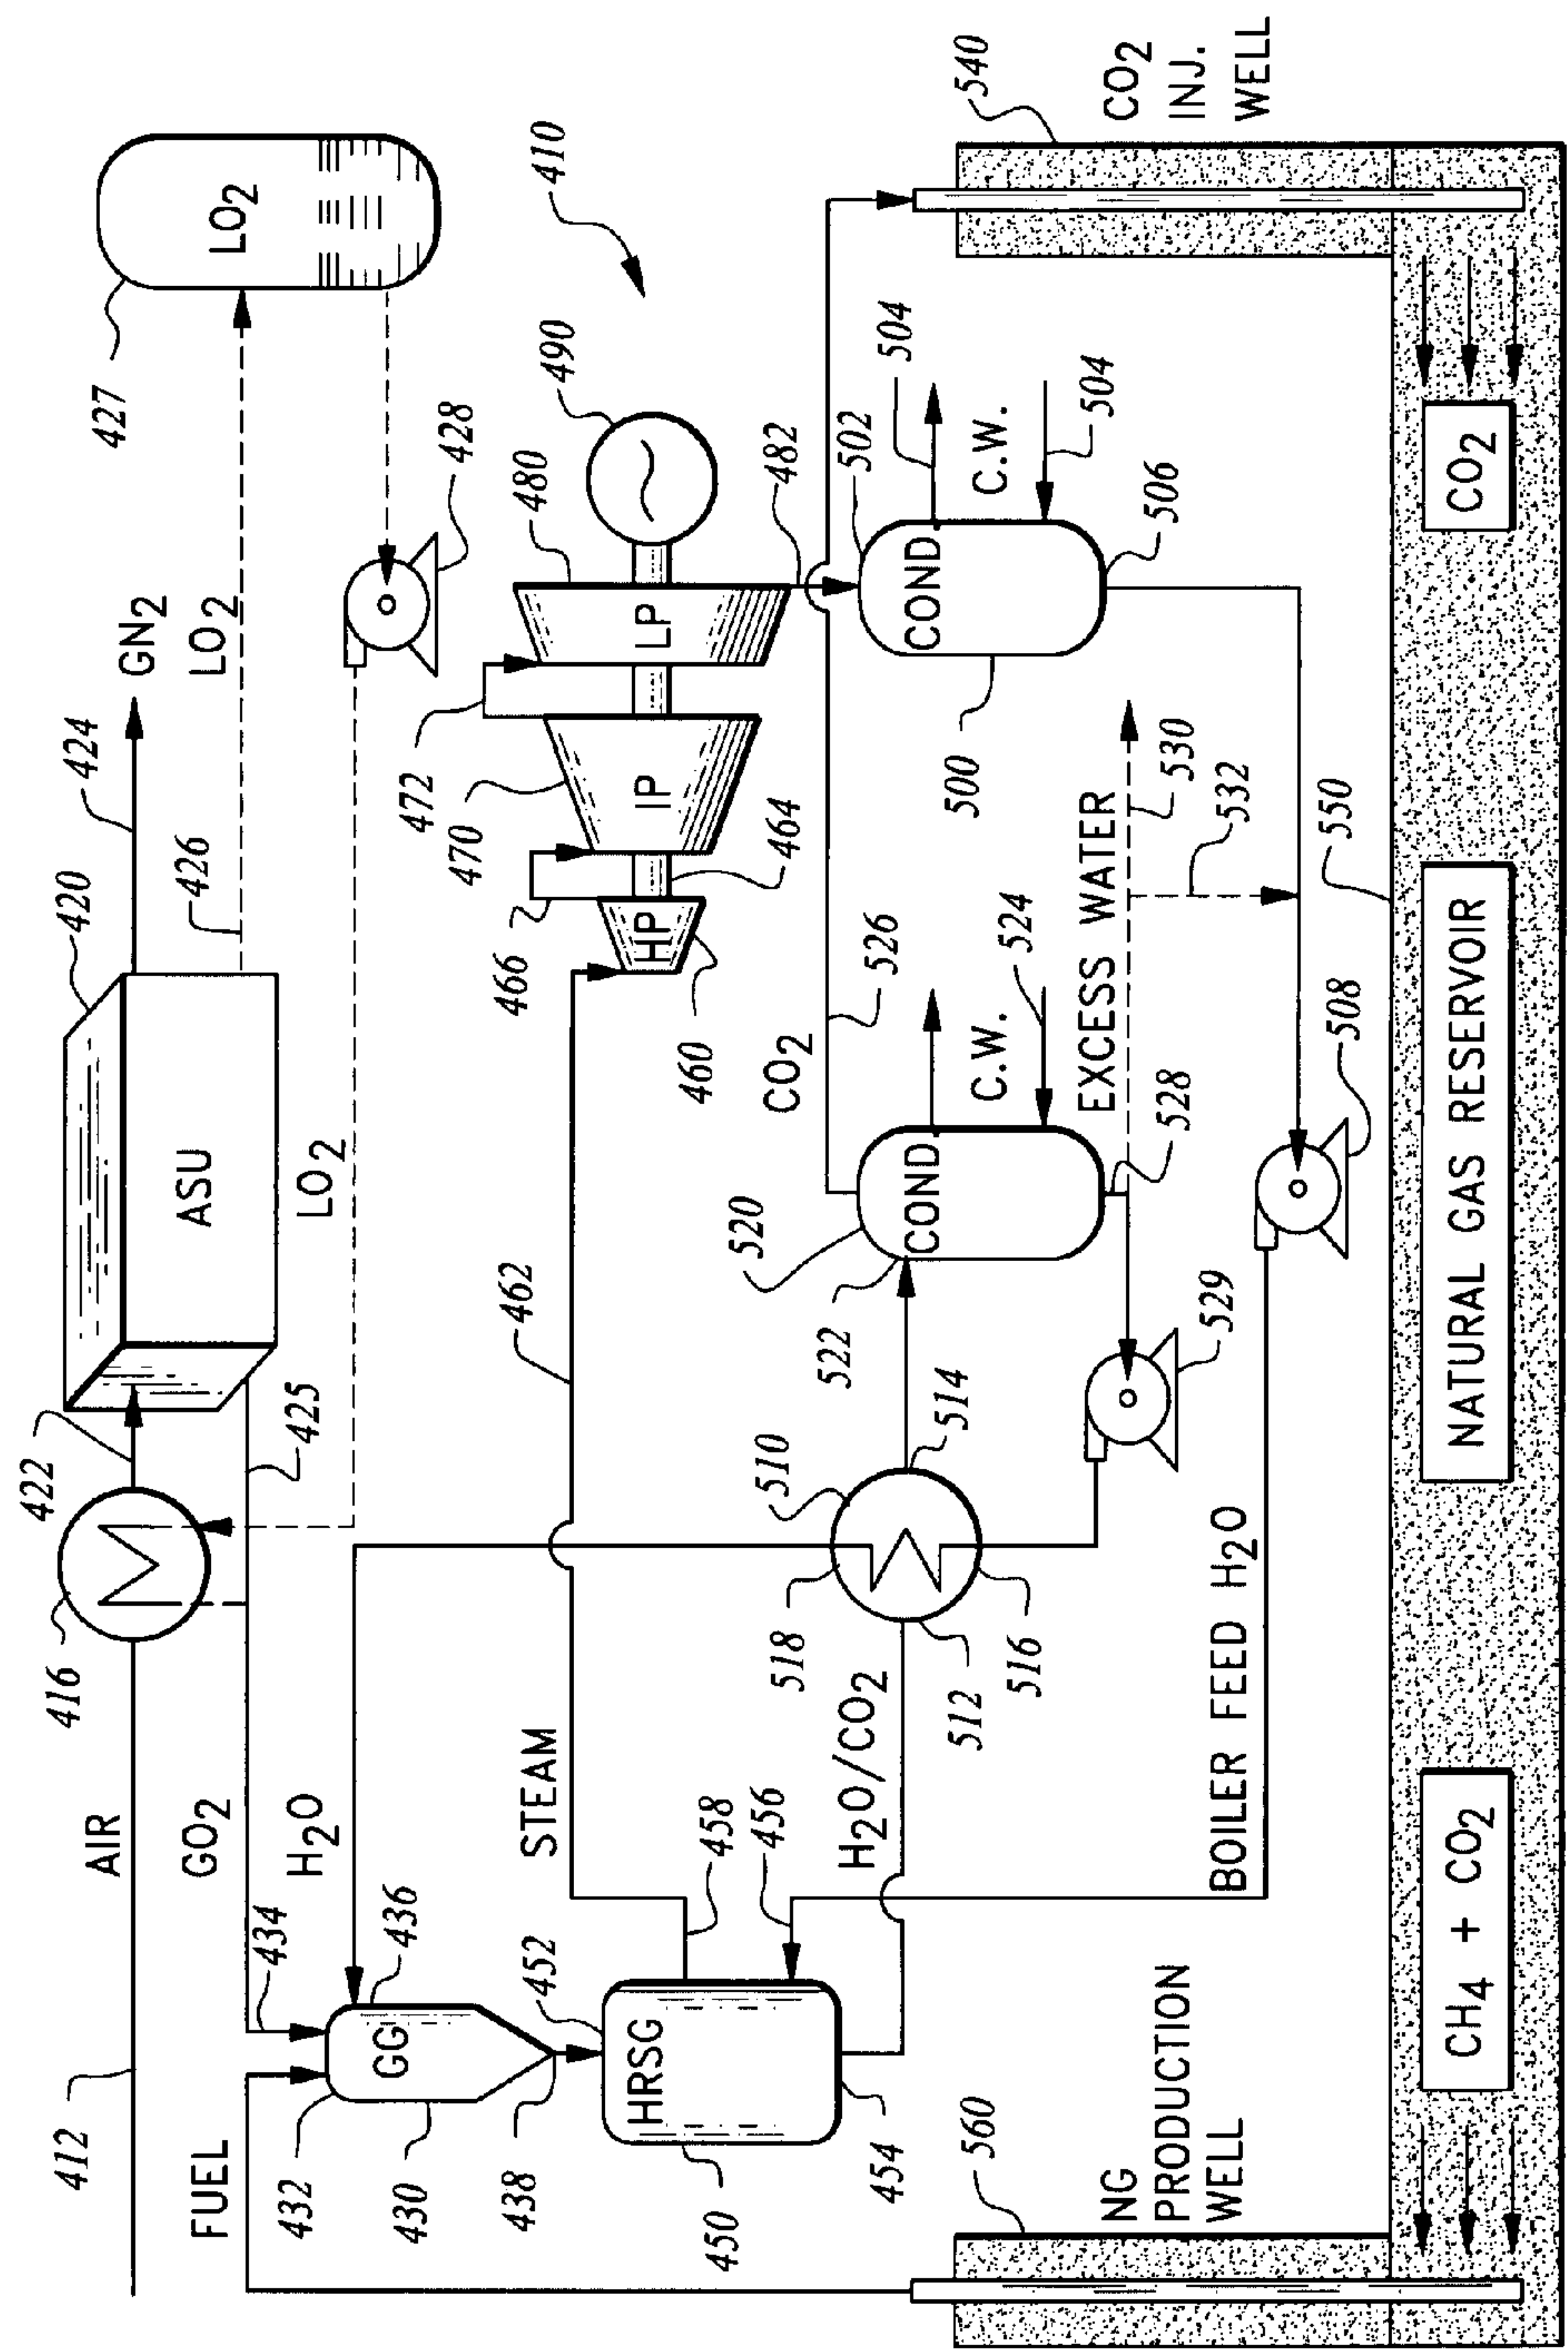 412
AIR
416
422
420
424
GN2
427
LO2
FUEL
GO2
425
ASU
426
LO2
434
H2O
LO2
428
432
GG
436
430
438
452
STEAM
462
466
470
472
480
490
410
HP
IP
LP
HRSG
458
460
464
482
450
454
456
H2O/CO2
518
510
520
CO2
526
502
504
512
514
522
COND.
COND.
516
C.W.
524
C.W.
504
500
506
529
528
EXCESS WATER
530
532
560
NG
PRODUCTION
WELL
BOILER FEED H2O
508
550
540
CO2
INJ.
WELL
CH4 + CO2
NATURAL GAS RESERVOIR
CO2